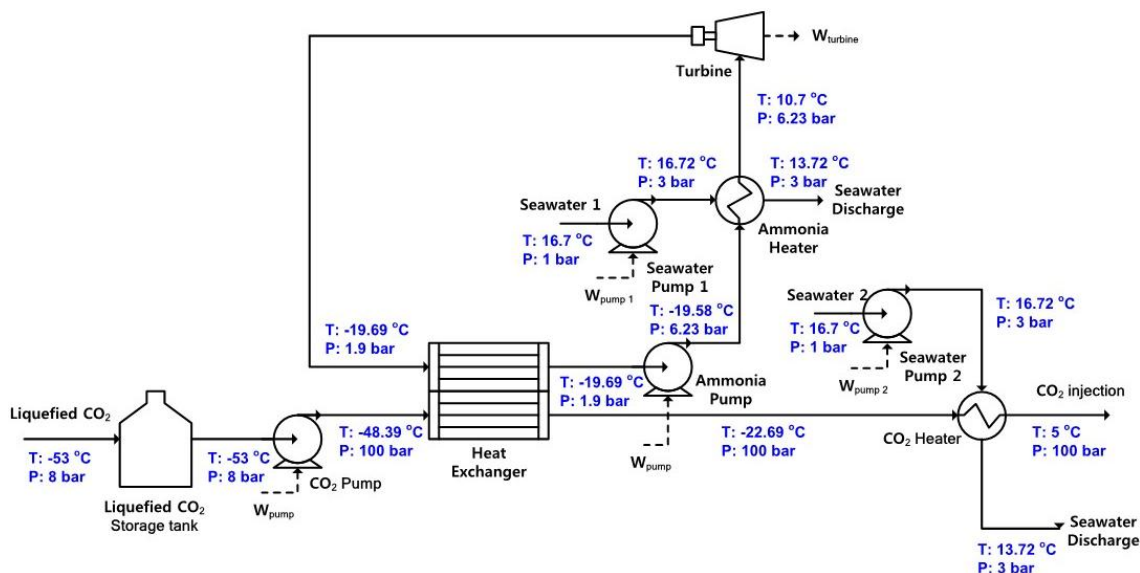 W turbine
Turbine
T: 10.7 °C
P: 6.23 bar
T: 16.72 °C
P: 3 bar
T: 13.72 °C
P: 3 bar
Seawater 1
Seawater
Discharge
T: 16.7 °C
P: 1 bar
Ammonia
Heater
Seawater
Pump 1
W pump 1
T: -19.58 °C
P: 6.23 bar
Seawater 2
T: 16.7 °C
P: 1 bar
T: 16.72 °C
P: 3 bar
Seawater
Pump 2
W pump 2
T: -19.69 °C
P: 1.9 bar
T: -19.69 °C
P: 1.9 bar
Ammonia
Pump
W pump
Liquefied CO2
T: -53 °C
P: 8 bar
T: -53 °C
P: 8 bar
T: -48.39 °C
P: 100 bar
CO2 Pump
W pump
Heat
Exchanger
T: -22.69 °C
P: 100 bar
CO2 Heater
CO2 injection
T: 5 °C
P: 100 bar
Liquefied CO2
Storage tank
Seawater
Discharge
T: 13.72 °C
P: 3 bar